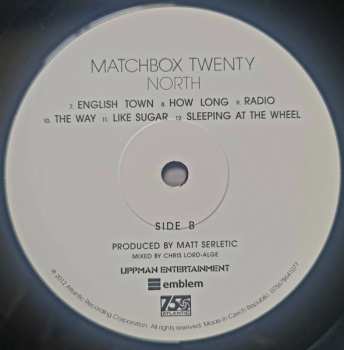 MATCHBOX TWENTY
NORTH
7. ENGLISH TOWN 8. HOW LONG 9. RADIO
10. THE WAY 11. LIKE SUGAR 12. SLEEPING AT THE WHEEL
SIDE B
PRODUCED BY MATT SERLETIC
MIXED BY CHRIS LORD-ALGE
LIPPMAN ENTERTAINMENT
emblem
75
ATLANTIC
℗ 2012 Atlantic Recording Corporation. All rights reserved. Made in Czech Republic.